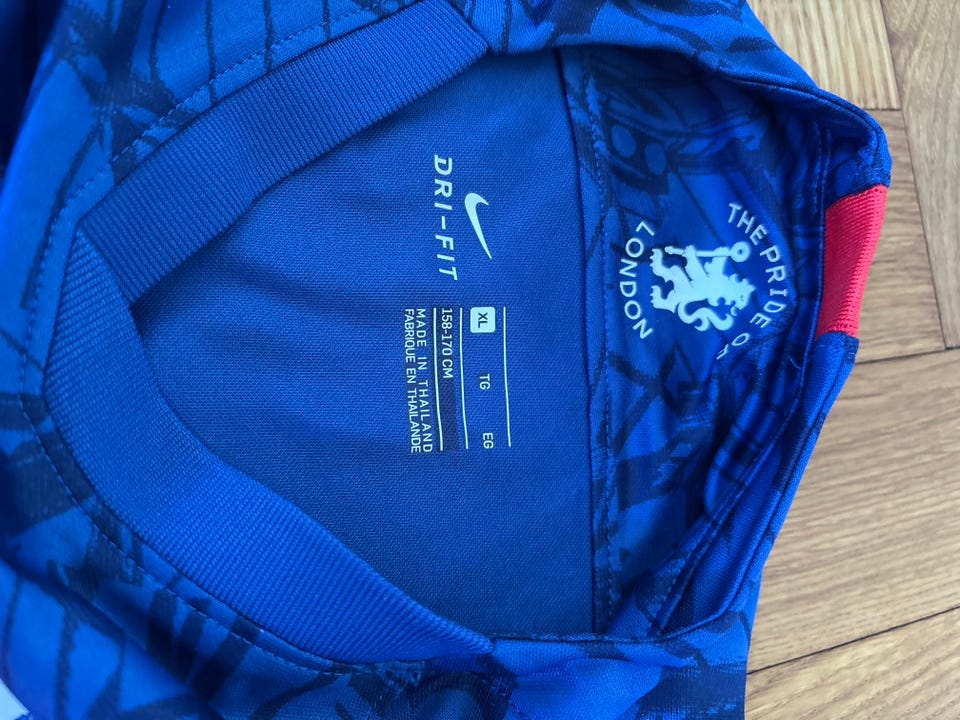 THE PRIDE OF
LONDON
DRI-FIT
XL TG EG
158-170 CM
MADE IN THAILAND
FABRIQUE EN THAILANDE